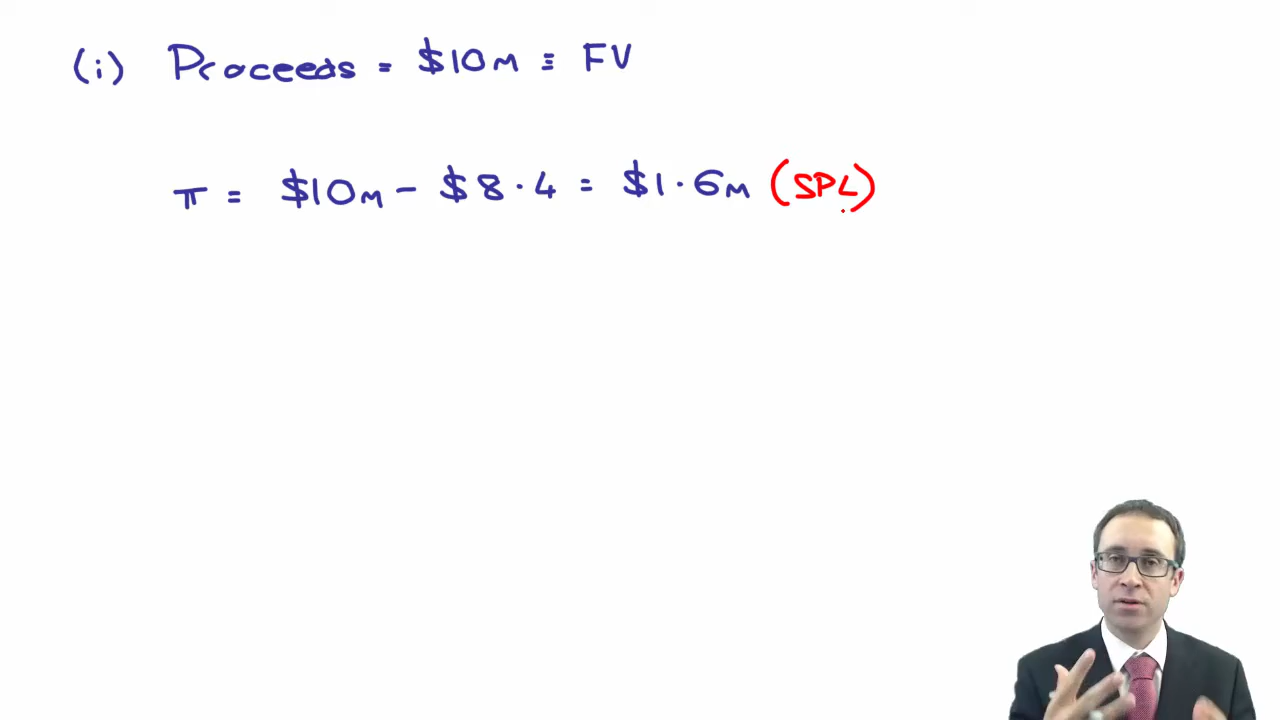 (i) Proceeds = $10m ≡ FV
π = $10m - $8.4 = $1.6m (SPL)